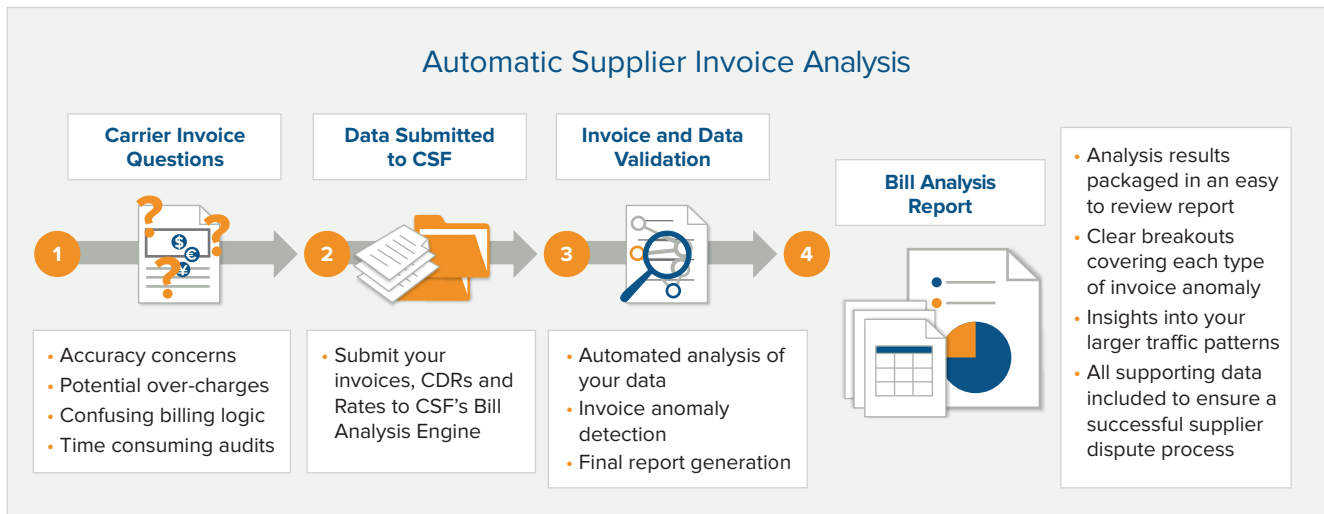 Automatic Supplier Invoice Analysis
Carrier Invoice
Questions
1
? ? ?
$
€
¥
• Accuracy concerns
• Potential over-charges
• Confusing billing logic
• Time consuming audits
Data Submitted
to CSF
2
• Submit your
invoices, CDRs and
Rates to CSF's Bill
Analysis Engine
Invoice and Data
Validation
3
• Automated analysis of
your data
• Invoice anomaly
detection
• Final report generation
4
Bill Analysis
Report
• Analysis results
packaged in an easy
to review report
• Clear breakouts
covering each type
of invoice anomaly
• Insights into your
larger traffic patterns
• All supporting data
included to ensure a
successful supplier
dispute process